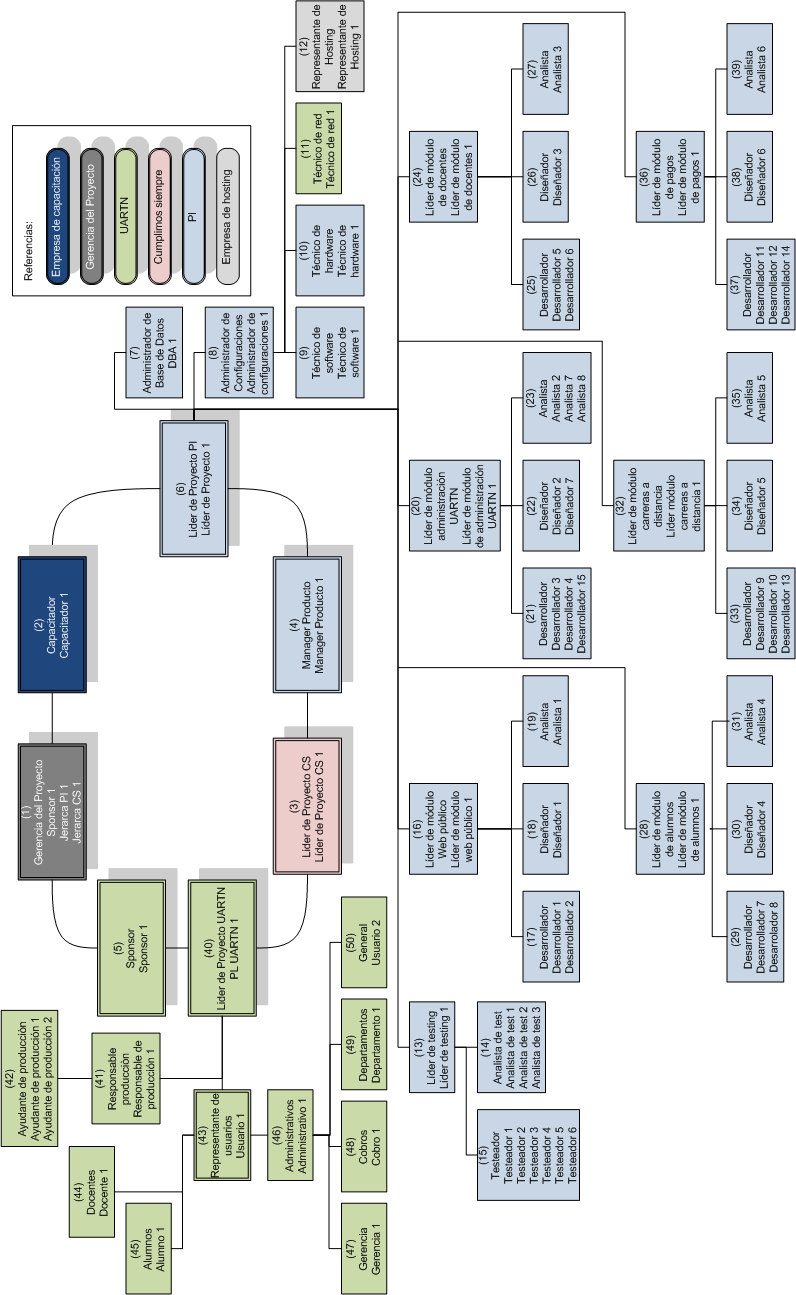 Referencias:
Empresa de capacitación
Gerencia del Proyecto
UARTN
Cumplimos siempre
PI
Empresa de hosting
(1)
Gerencia del Proyecto
Sponsor 1
Jerarca PI 1
Jerarca CS 1
(2)
Capacitador
Capacitador 1
(3)
Líder de Proyecto CS
Líder de Proyecto CS 1
(4)
Manager Producto
Manager Producto 1
(5)
Sponsor
Sponsor 1
(6)
Líder de Proyecto PI
Líder de Proyecto 1
(7)
Administrador de
Base de Datos
DBA 1
(8)
Administrador de
Configuraciones
Administrador de
configuraciones 1
(9)
Técnico de
software
Técnico de
software 1
(10)
Técnico de
hardware
Técnico de
hardware 1
(11)
Técnico de red
Técnico de red 1
(12)
Representante de
Hosting
Representante de
Hosting 1
(13)
Líder de testing
Líder de testing 1
(14)
Analista de test
Analista de test 1
Analista de test 2
Analista de test 3
(15)
Testeador
Testeador 1
Testeador 2
Testeador 3
Testeador 4
Testeador 5
Testeador 6
(16)
Líder de módulo
Web público
Líder de módulo
web público 1
(17)
Desarrollador
Desarrollador 1
Desarrollador 2
(18)
Diseñador
Diseñador 1
(19)
Analista
Analista 1
(20)
Líder de módulo
administración
UARTN
Líder de módulo
de administración
UARTN 1
(21)
Desarrollador
Desarrollador 3
Desarrollador 4
Desarrollador 15
(22)
Diseñador
Diseñador 2
Diseñador 7
(23)
Analista
Analista 2
Analista 7
Analista 8
(24)
Líder de módulo
de docentes
Líder de módulo
de docentes 1
(25)
Desarrollador
Desarrollador 5
Desarrollador 6
(26)
Diseñador
Diseñador 3
(27)
Analista
Analista 3
(28)
Líder de módulo
de alumnos
Líder de módulo
de alumnos 1
(29)
Desarrollador
Desarrollador 7
Desarrollador 8
(30)
Diseñador
Diseñador 4
(31)
Analista
Analista 4
(32)
Líder de módulo
carreras a
distancia
Líder módulo
carreras a
distancia 1
(33)
Desarrollador
Desarrollador 9
Desarrollador 10
Desarrollador 13
(34)
Diseñador
Diseñador 5
(35)
Analista
Analista 5
(36)
Líder de módulo
de pagos
Líder de módulo
de pagos 1
(37)
Desarrollador
Desarrollador 11
Desarrollador 12
Desarrollador 14
(38)
Diseñador
Diseñador 6
(39)
Analista
Analista 6
(40)
Líder de Proyecto UARTN
PL UARTN 1
(41)
Responsable
producción
Responsable de
producción 1
(42)
Ayudante de producción
Ayudante de producción 1
Ayudante de producción 2
(43)
Representante de
usuarios
Usuario 1
(44)
Docentes
Docente 1
(45)
Alumnos
Alumno 1
(46)
Administrativos
Administrativo 1
(47)
Gerencia
Gerencia 1
(48)
Cobros
Cobro 1
(49)
Departamentos
Departamento 1
(50)
General
Usuario 2